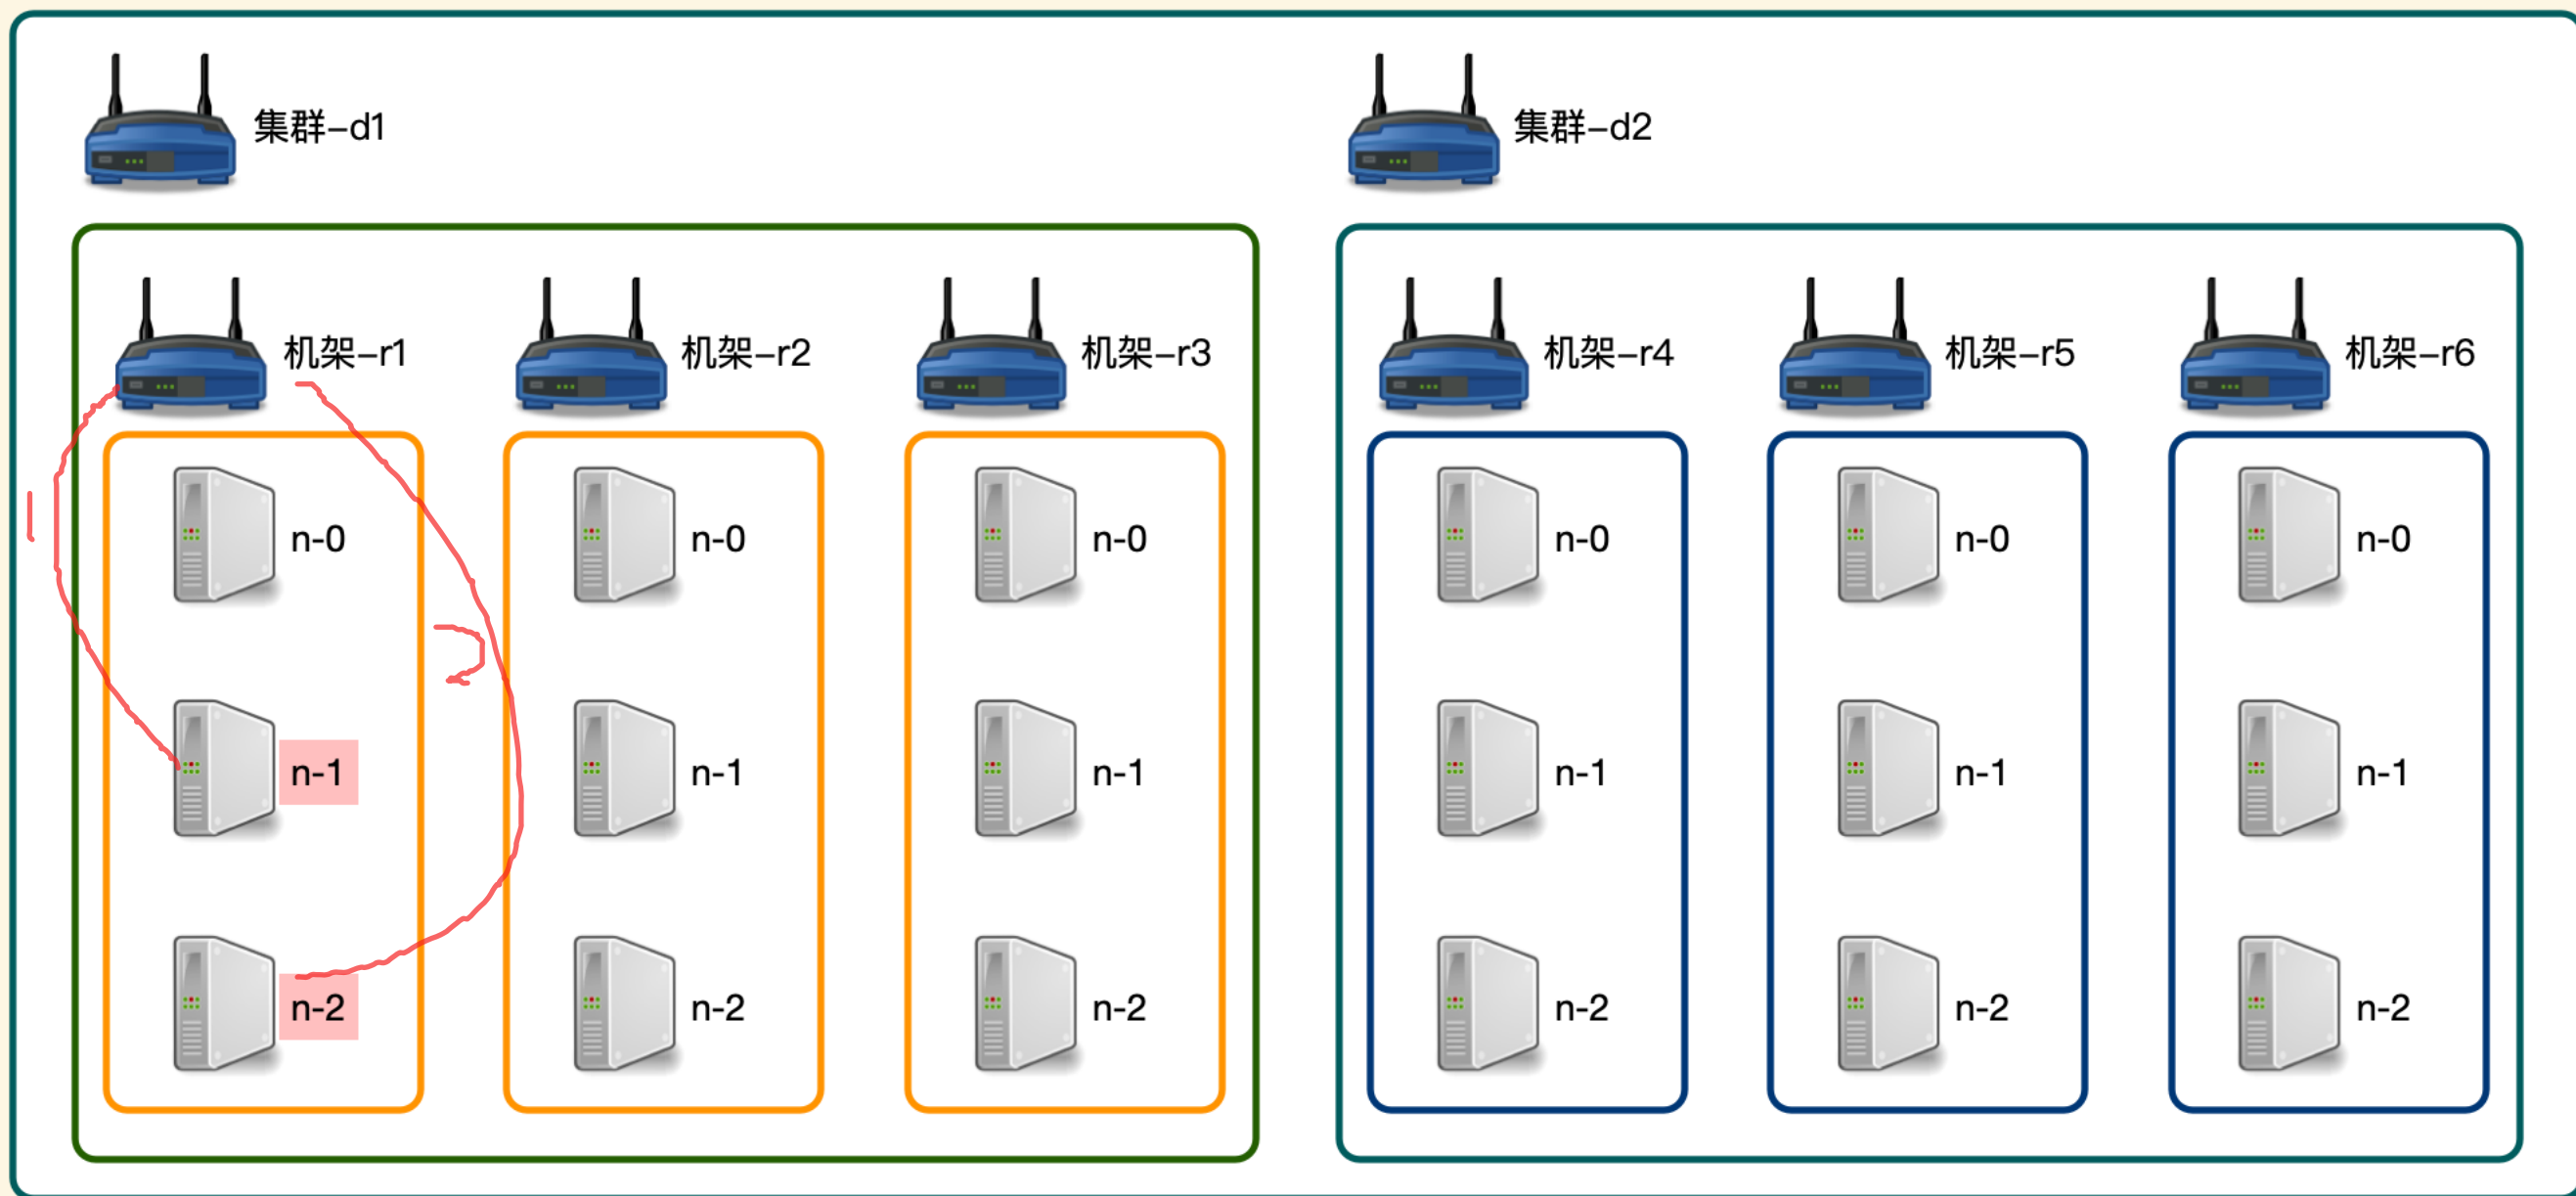 集群-d1 集群-d2
机架-r1 机架-r2 机架-r3 机架-r4 机架-r5 机架-r6
n-0 n-0 n-0 n-0 n-0 n-0
n-1 n-1 n-1 n-1 n-1 n-1
n-2 n-2 n-2 n-2 n-2 n-2